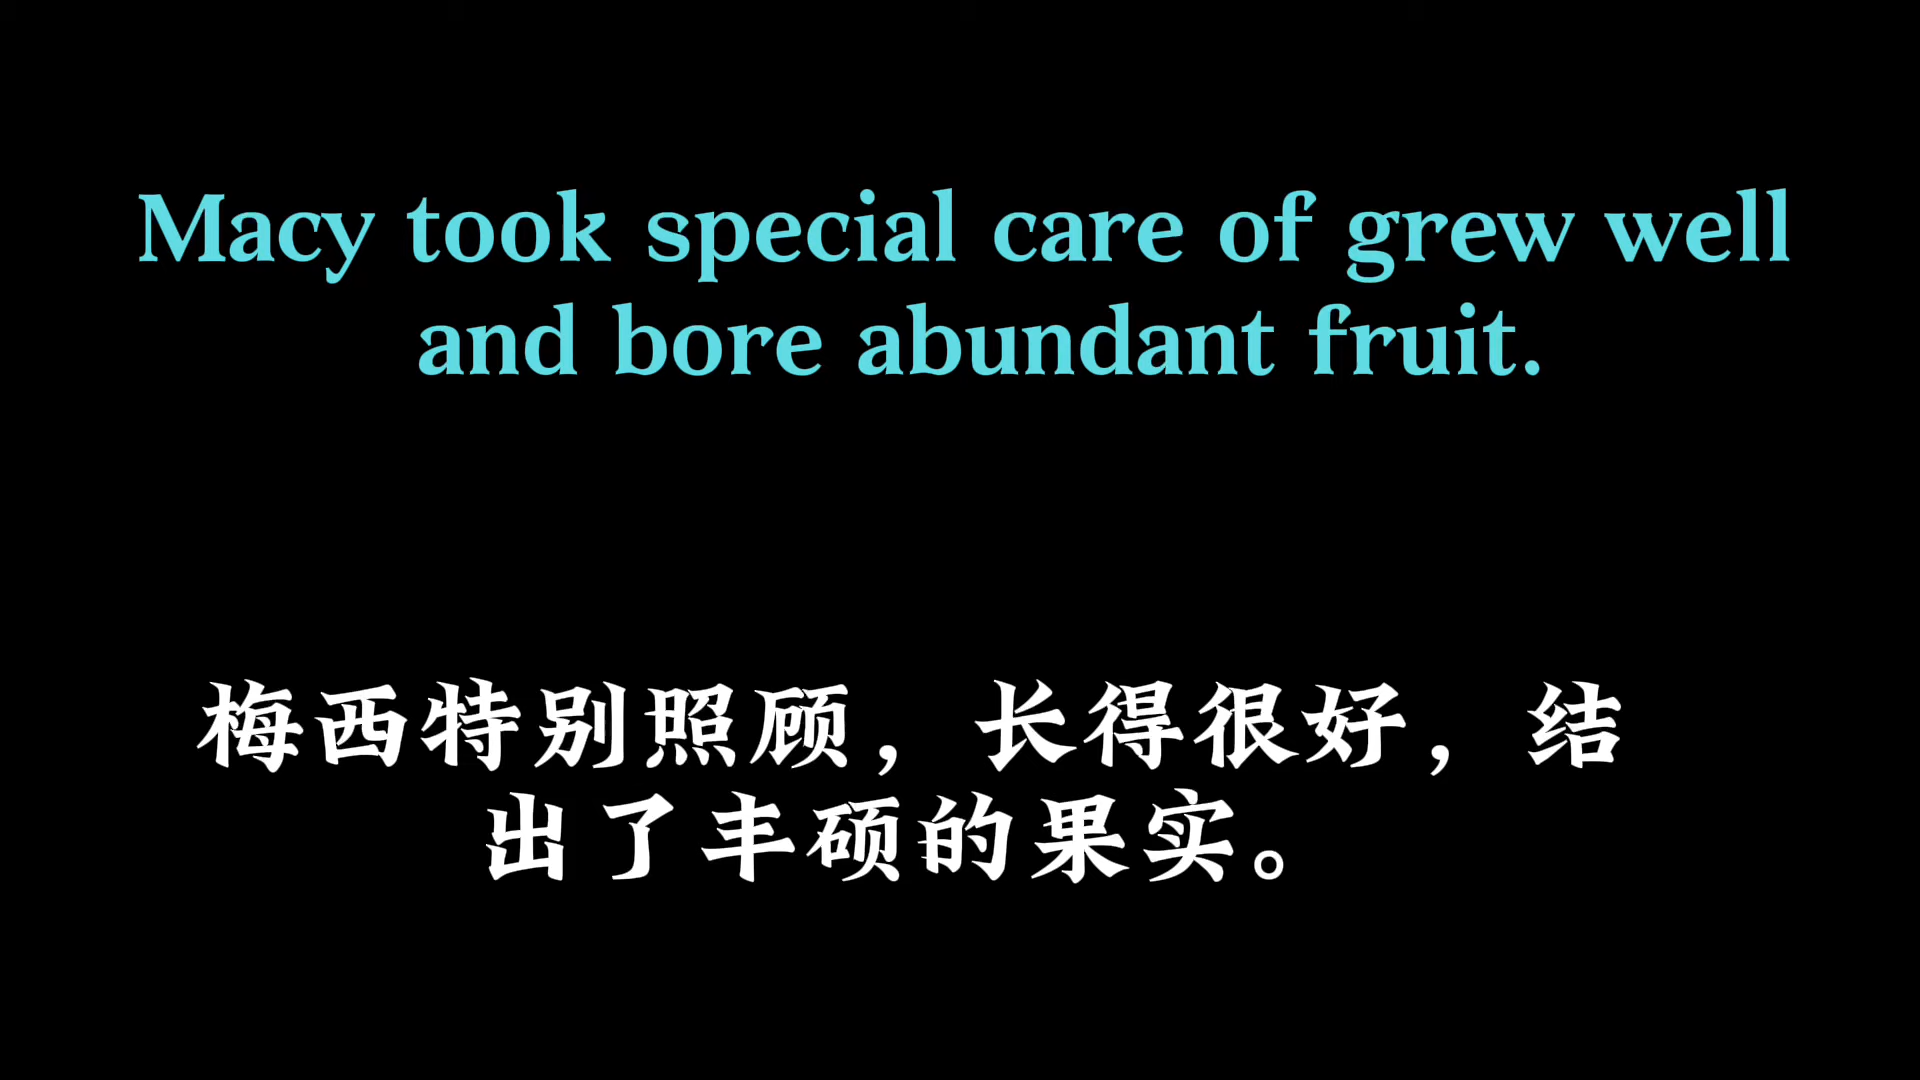 Macy took special care of grew well
and bore abundant fruit.
梅西特别照顾，长得很好，结
出了丰硕的果实。